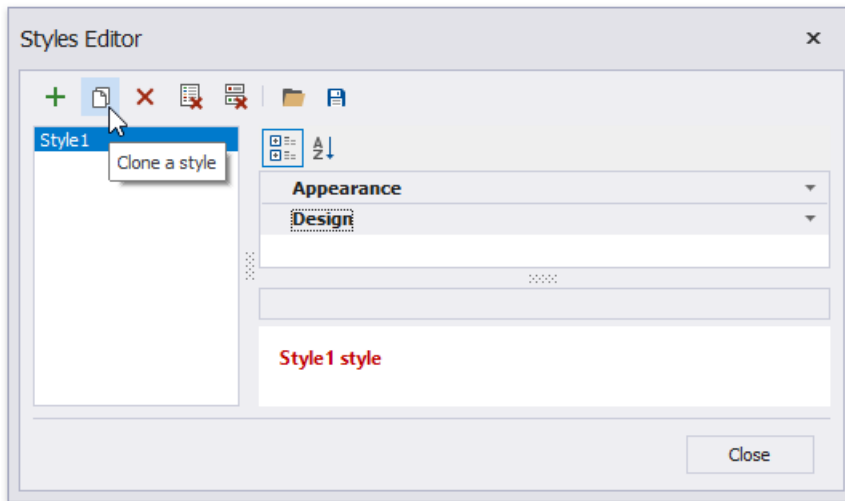 Styles Editor
Style1
Clone a style
Appearance
Design
Style1 style
Close